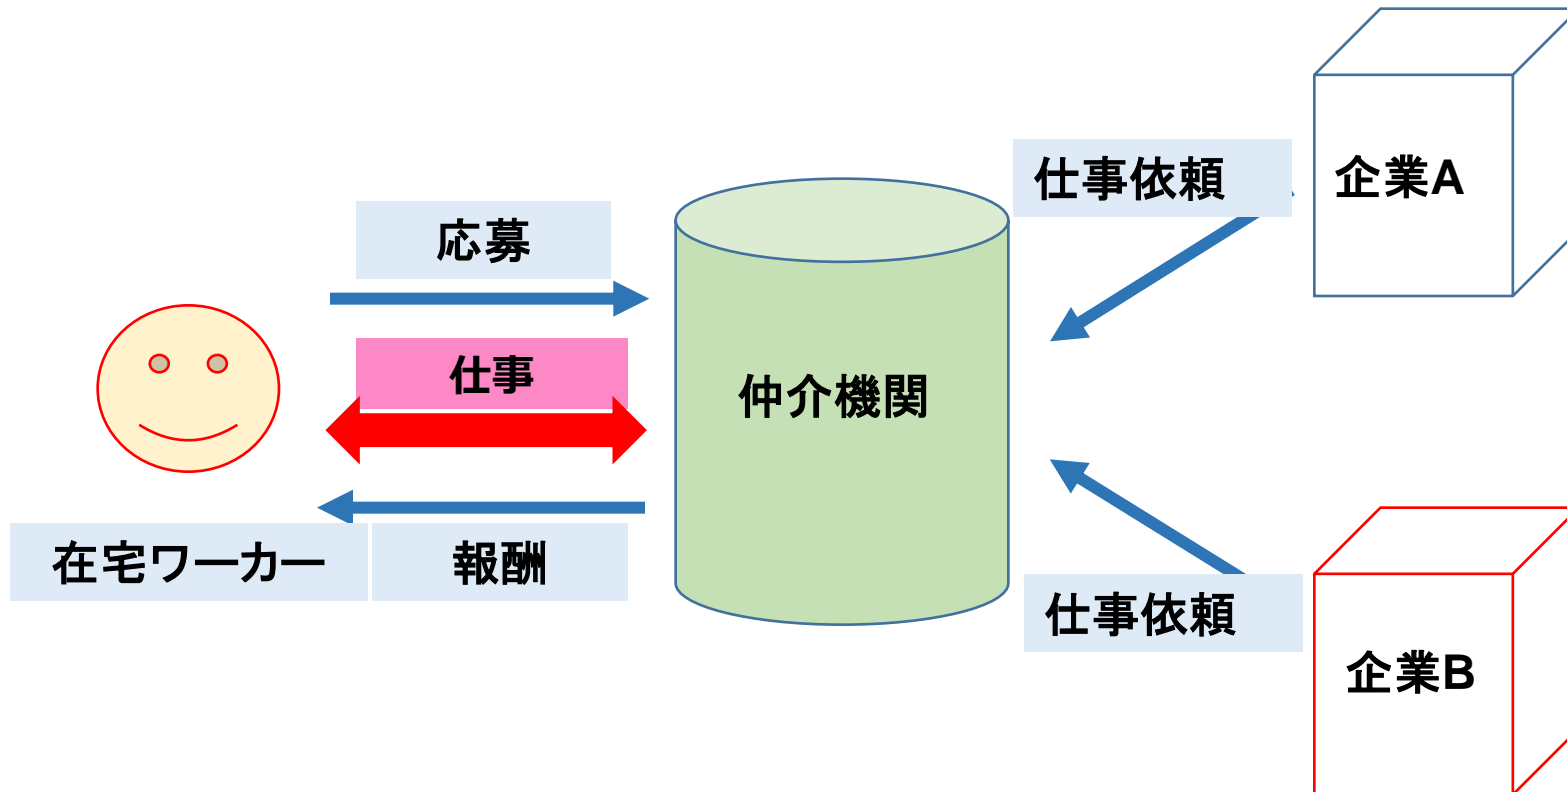 応募
仕事
在宅ワーカー
報酬
仲介機関
仕事依頼
企業A
仕事依頼
企業B